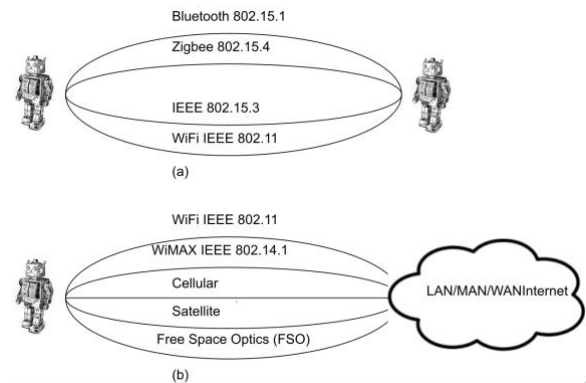 Bluetooth 802.15.1
Zigbee 802.15.4
IEEE 802.15.3
WiFi IEEE 802.11
(a)
WiFi IEEE 802.11
WiMAX IEEE 802.14.1
Cellular
LAN/MAN/WANInternet
Satellite
Free Space Optics (FSO)
(b)